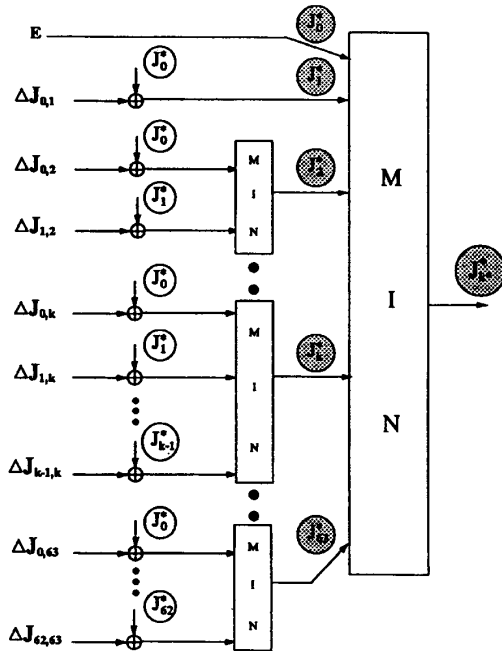 E
J*0
J*0
ΔJ0,1
J*1
J*0
ΔJ0,2
M I N
J*2
J*1
ΔJ1,2
M I N
J*k*
J*0
ΔJ0,k
M I N
J*1
J*k
ΔJ1,k
J*k-1
ΔJk-1,k
J*0
J*63
ΔJ0,63
M I N
J*62
ΔJ62,63